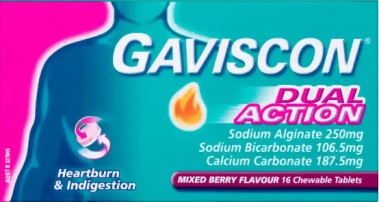 GAVISCON®
DUAL
ACTION
Sodium Alginate 250mg
Sodium Bicarbonate 106.5mg
Calcium Carbonate 187.5mg
Heartburn
& Indigestion
MIXED BERRY FLAVOUR 16 Chewable Tablets